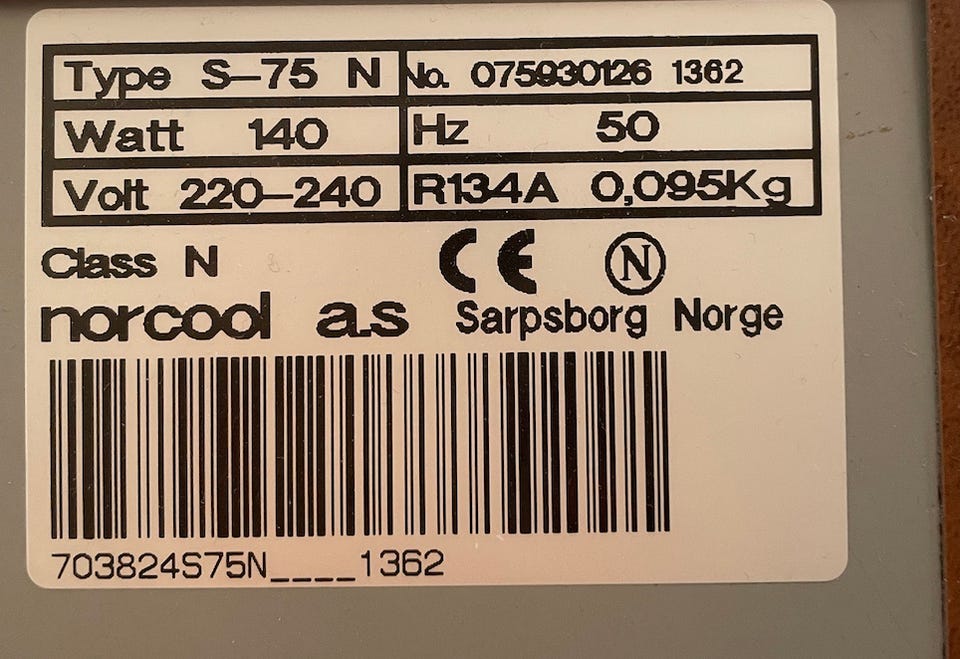 Type S-75 N No. 075930126 1362
Watt 140 Hz 50
Volt 220-240 R134A 0,095Kg
Class N CE N
norcool a.s Sarpsborg Norge
703824S75N____1362